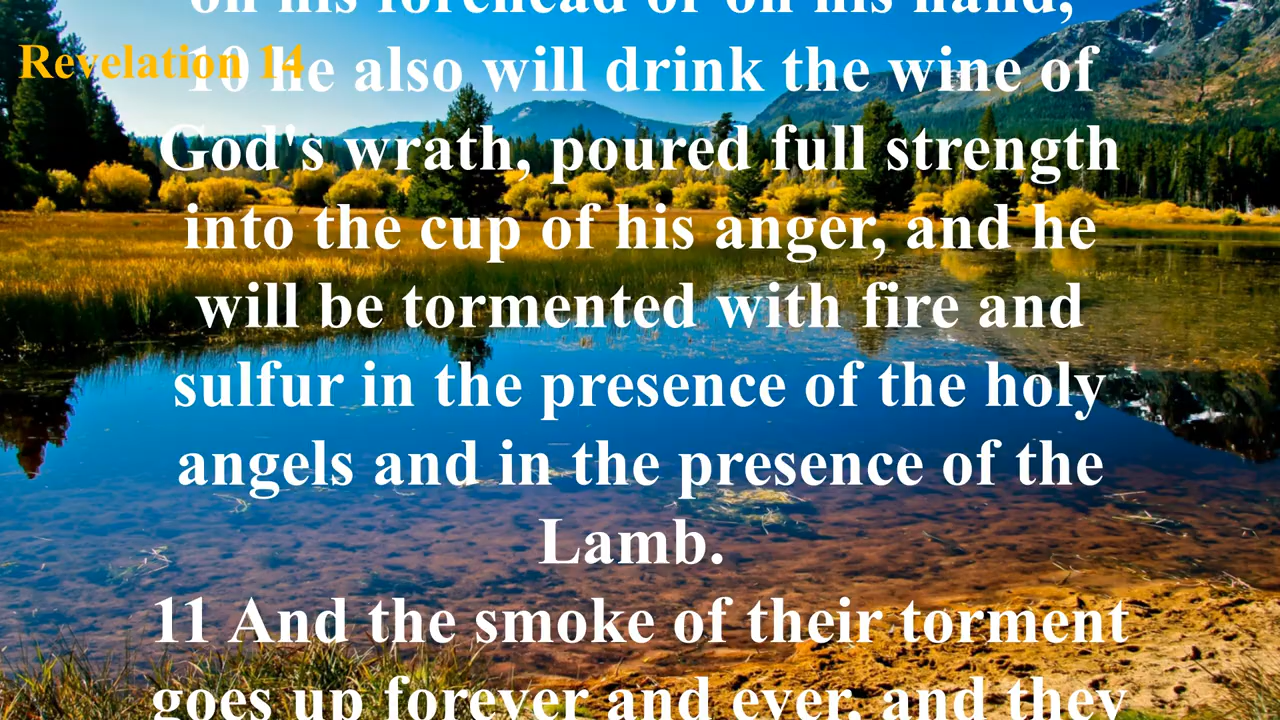 on his forehead or on his hand,
Revelation 14
10 he also will drink the wine of
God's wrath, poured full strength
into the cup of his anger, and he
will be tormented with fire and
sulfur in the presence of the holy
angels and in the presence of the
Lamb.
11 And the smoke of their torment
goes up forever and ever, and they